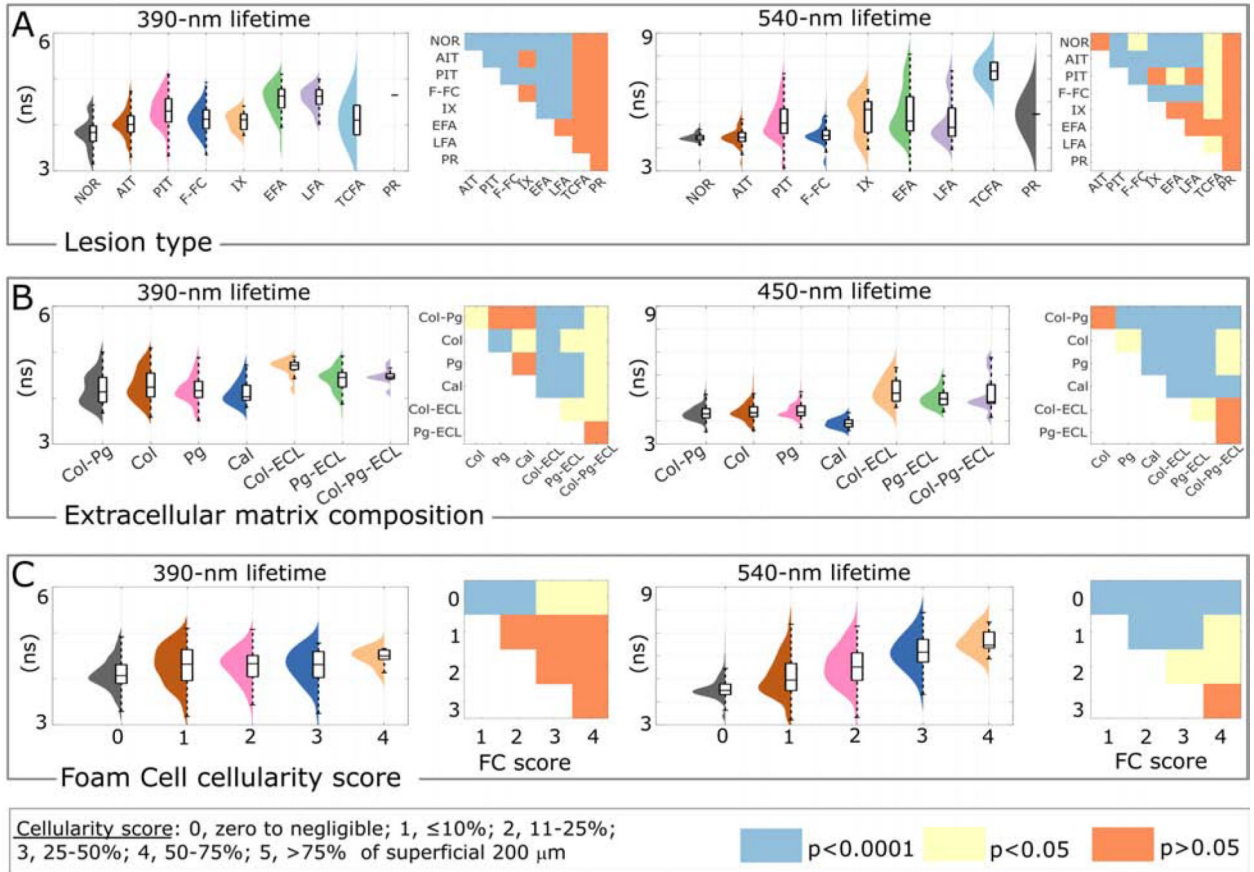 A
390-nm lifetime
540-nm lifetime
6
(ns)
3
NOR AIT PIT F-FC IX EFA LFA TCFA PR
NOR
AIT
PIT
F-FC
IX
EFA
LFA
PR
AIT PIT F-FC IX EFA LFA TCFA PR
9
(ns)
3
NOR AIT PIT F-FC IX EFA LFA TCFA PR
NOR
AIT
PIT
F-FC
IX
EFA
LFA
PR
AIT PIT F-FC IX EFA LFA TCFA PR
Lesion type
B
390-nm lifetime
450-nm lifetime
6
(ns)
3
Col-Pg Col Pg Cal Col-ECL Pg-ECL Col-Pg-ECL
Col-Pg
Col
Pg
Cal
Col-ECL
Pg-ECL
Col Pg Cal Col-ECL Pg-ECL Col-Pg-ECL
9
3
Col-Pg Col Pg Cal Col-ECL Pg-ECL Col-Pg-ECL
Col-Pg
Col
Pg
Cal
Col-ECL
Pg-ECL
Col Pg Cal Col-ECL Pg-ECL Col-Pg-ECL
Extracellular matrix composition
C
390-nm lifetime
540-nm lifetime
6
(ns)
3
0 1 2 3 4
0
1
2
3
1 2 3 4
FC score
9
(ns)
3
0 1 2 3 4
0
1
2
3
1 2 3 4
FC score
Foam Cell cellularity score
Cellularity score: 0, zero to negligible; 1, ≤10%; 2, 11-25%;
3, 25-50%; 4, 50-75%; 5, >75% of superficial 200 μm
p<0.0001 p<0.05 p>0.05